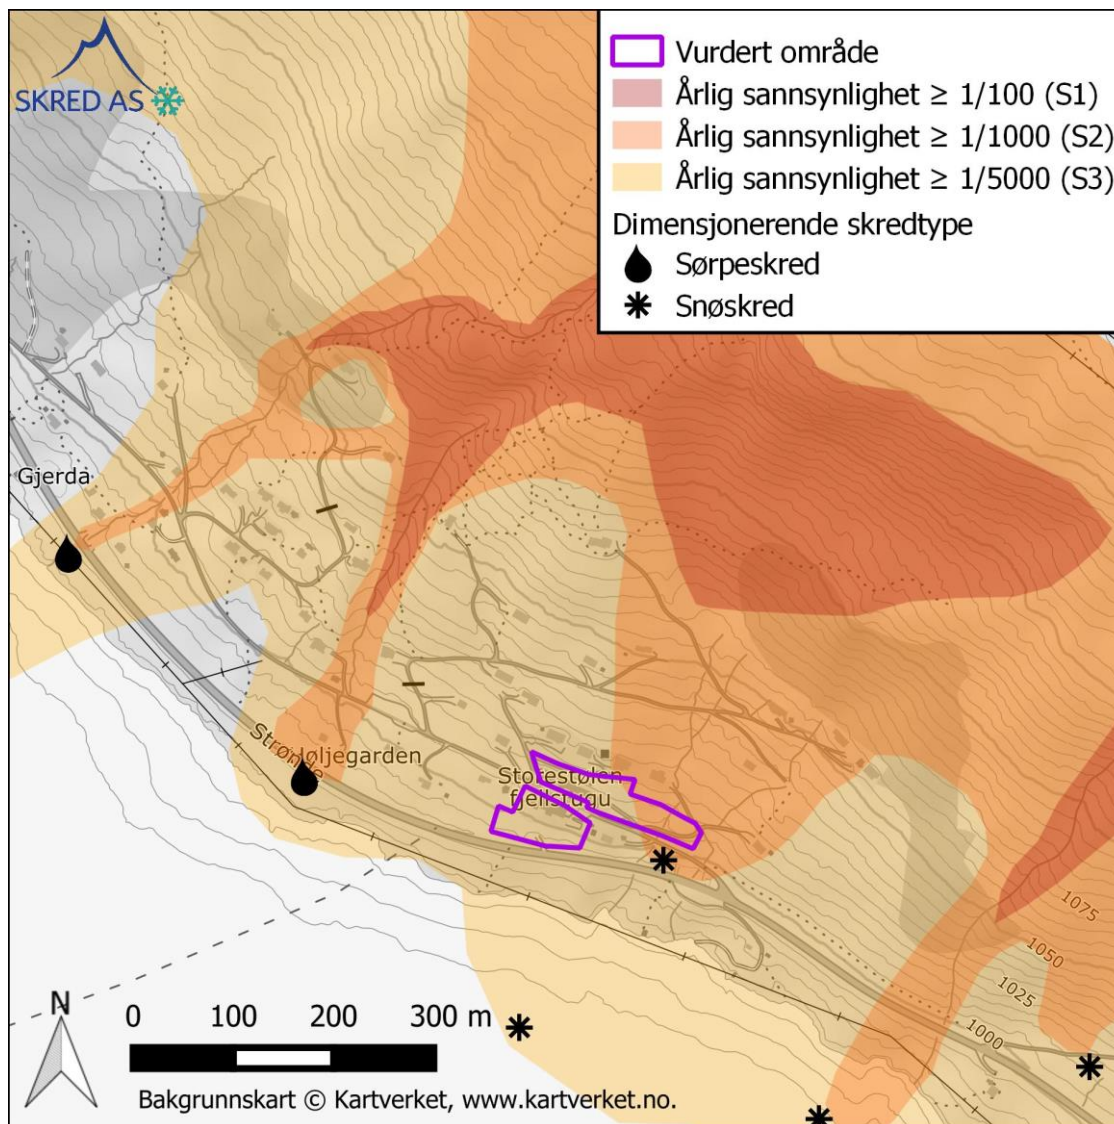 SKRED AS
Vurdert område
Årlig sannsynlighet ≥ 1/100 (S1)
Årlig sannsynlighet ≥ 1/1000 (S2)
Årlig sannsynlighet ≥ 1/5000 (S3)
Dimensjonerende skredtype
Sørpeskred
Snøskred
Gjerda
Storestølen
fjellstugu
1075
1050
1025
1000
N
0 100 200 300 m
Bakgrunnskart © Kartverket, www.kartverket.no.